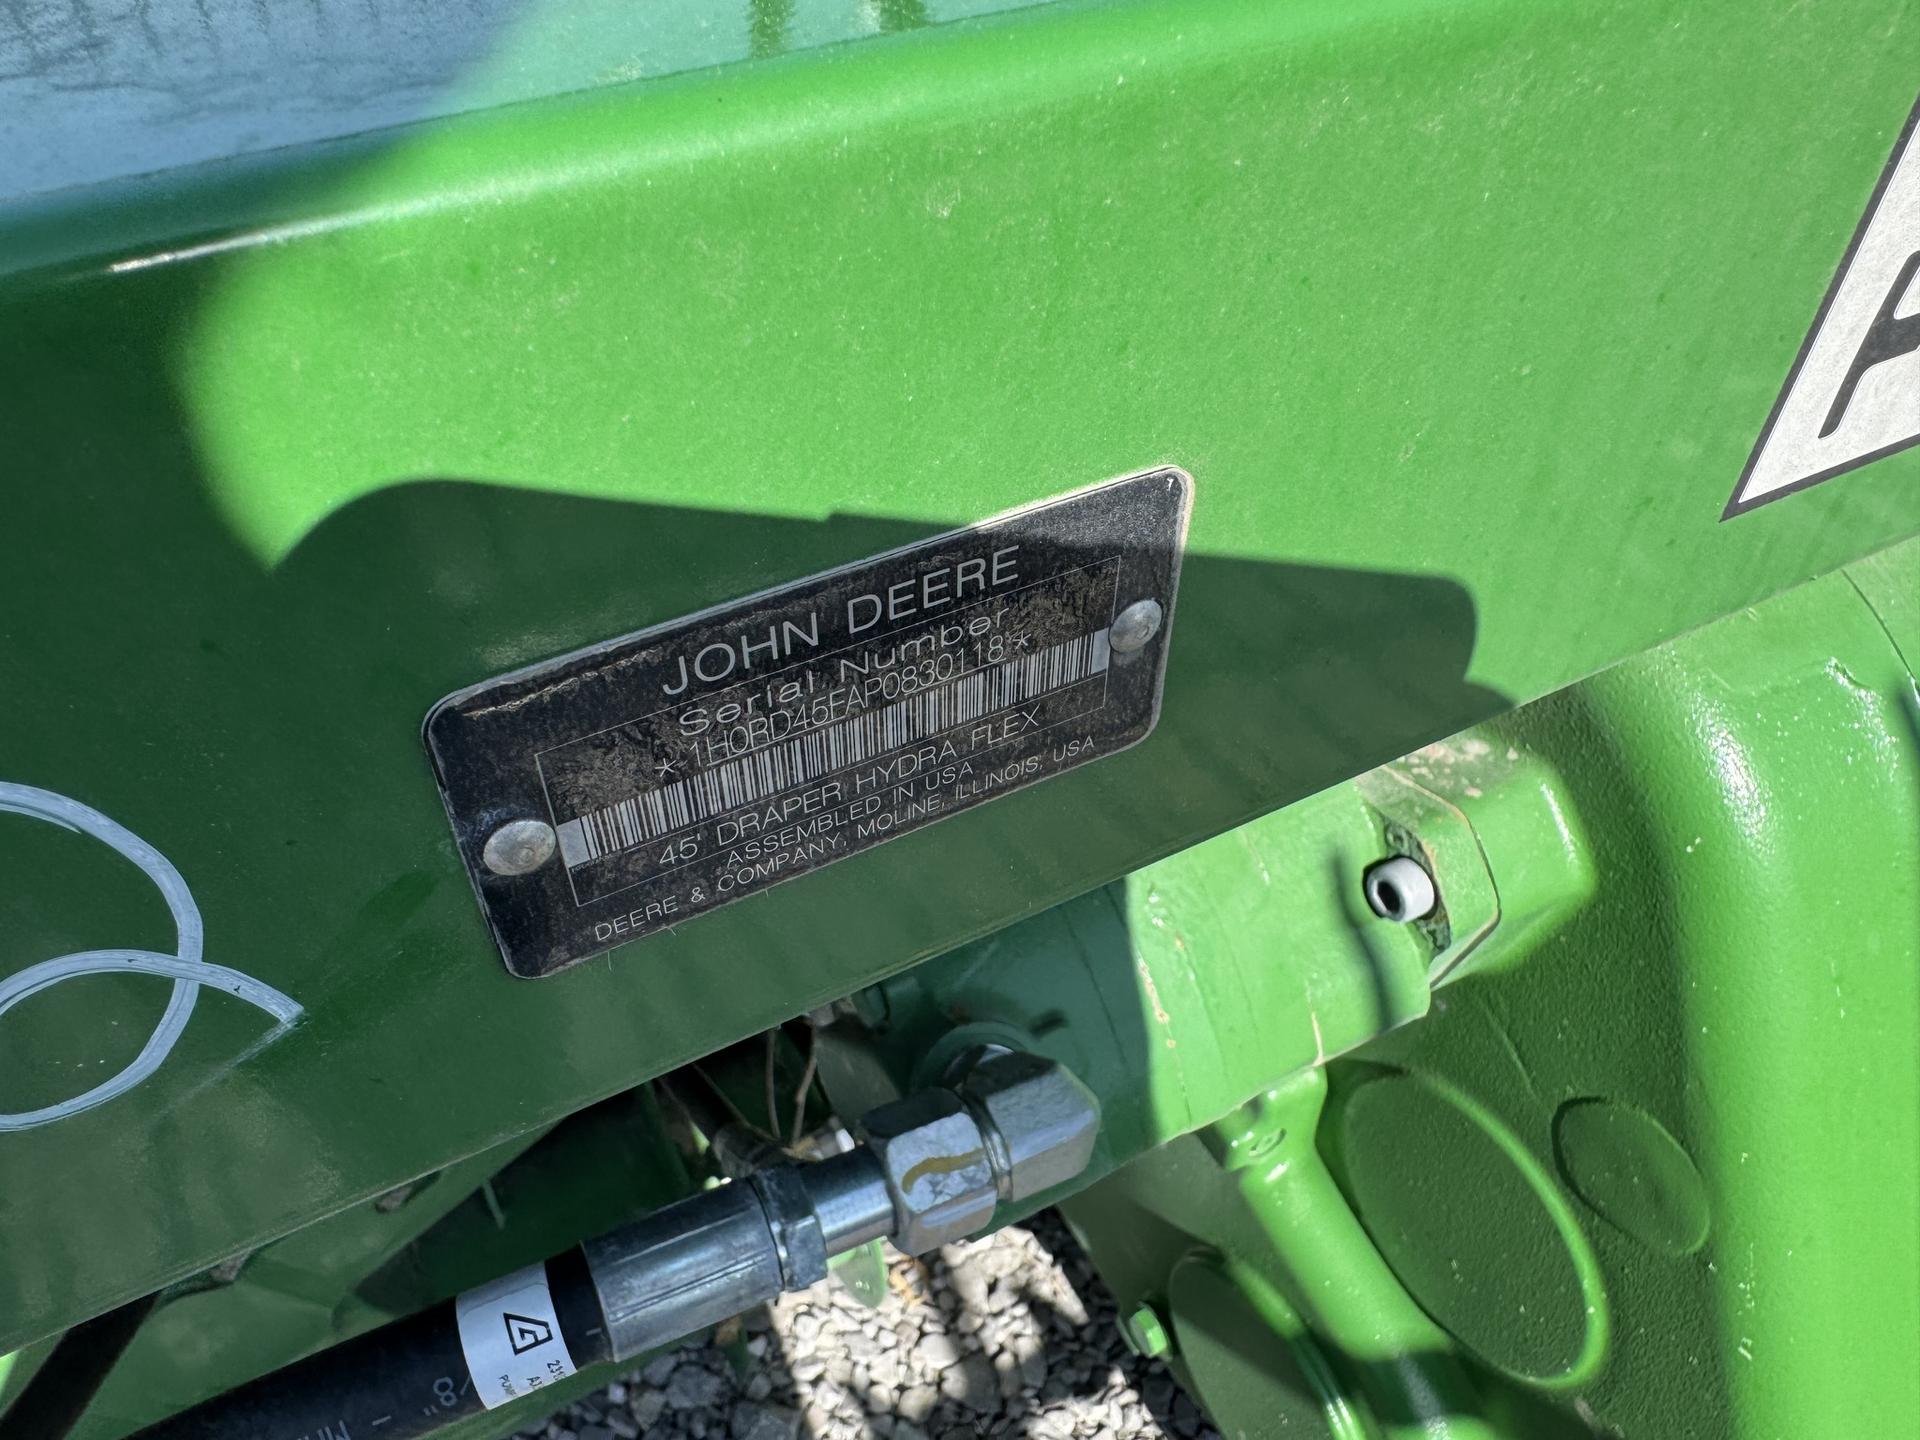 JOHN DEERE
Serial Number
* 1H0RD45FAP0830118 *
45' DRAPER HYDRA FLEX
ASSEMBLED IN USA
DEERE & COMPANY, MOLINE, ILLINOIS, USA